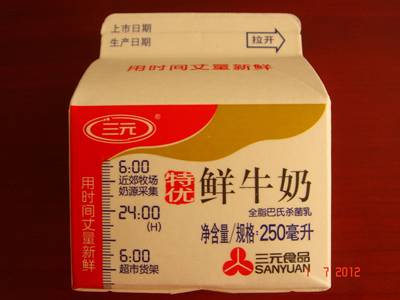 上市日期
生产日期
拉开
用时间丈量新鲜
三元
®
6:00
近郊牧场
奶源采集
24:00
(H)
6:00
超市货架
用时间丈量新鲜
特优
鲜牛奶
全脂巴氏杀菌乳
净含量/规格·250毫升
三元食品
SANYUAN
7 2012